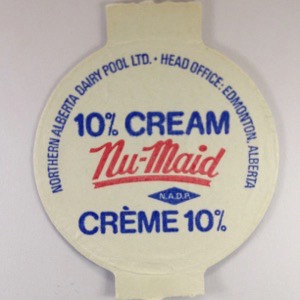 NORTHERN ALBERTA DAIRY POOL LTD. • HEAD OFFICE: EDMONTON, ALBERTA
10% CREAM
Nu-Maid
N.A.D.P.
CRÈME 10%